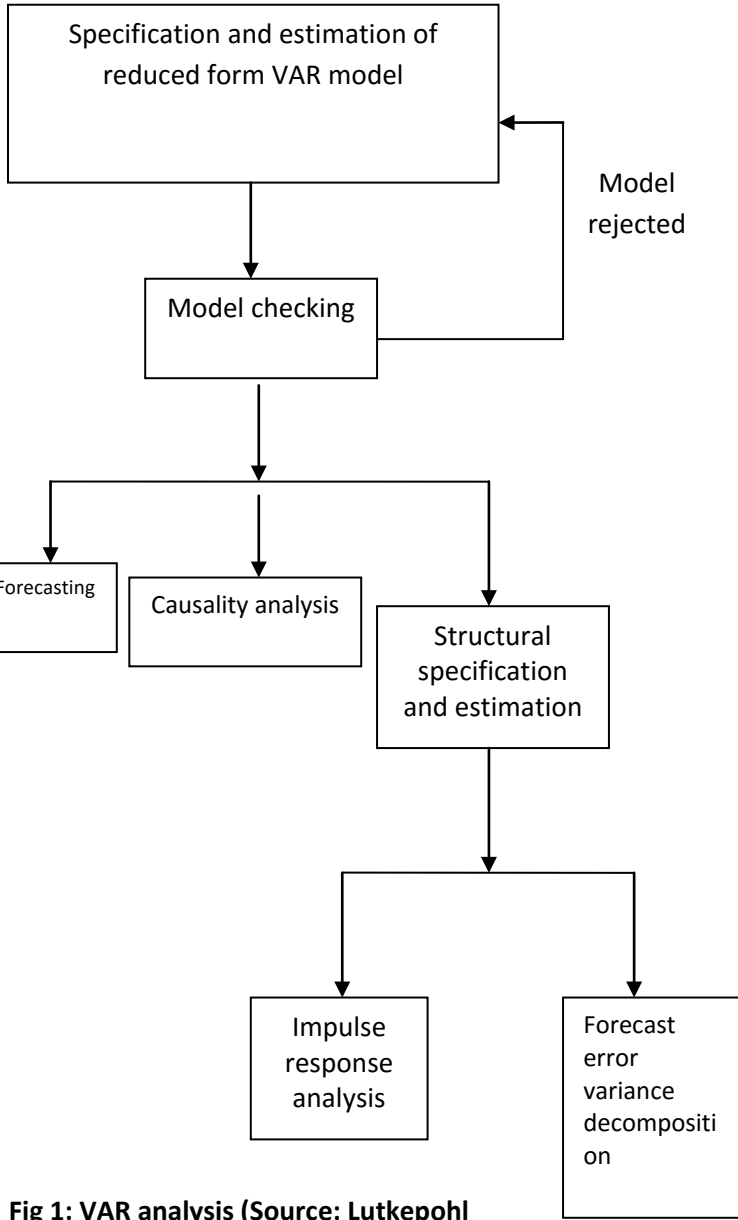 Specification and estimation of
reduced form VAR model
Model
rejected
Model checking
Forecasting
Causality analysis
Structural
specification
and estimation
Impulse
response
analysis
Forecast
error
variance
decompositi
on
Fig 1: VAR analysis (Source: Lutkepohl